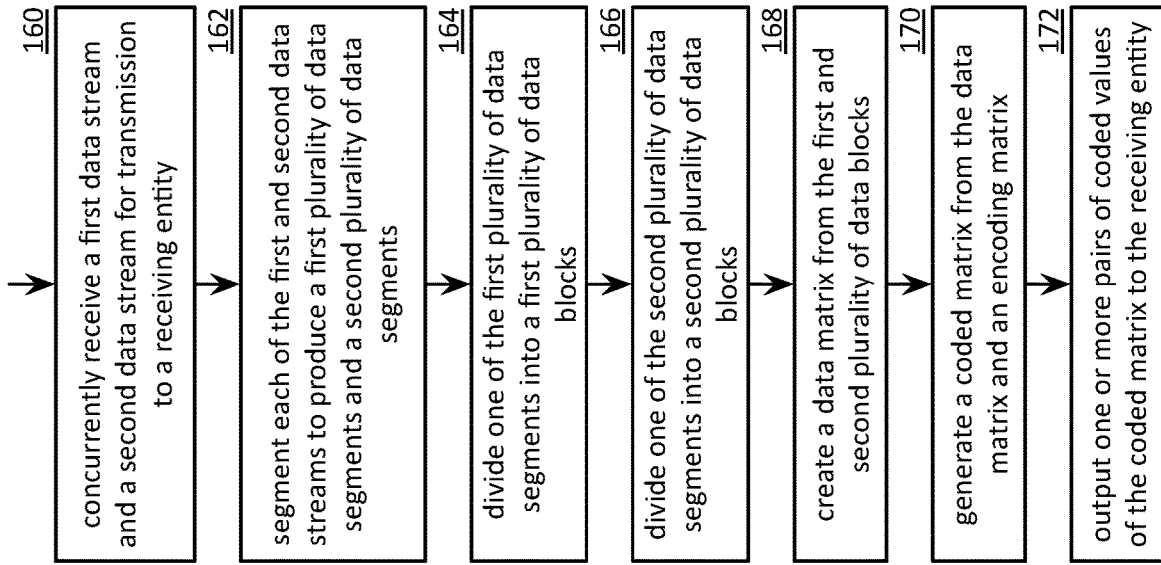 160
concurrently receive a first data stream
and a second data stream for transmission
to a receiving entity
162
segment each of the first and second data
streams to produce a first plurality of data
segments and a second plurality of data
segments
164
divide one of the first plurality of data
segments into a first plurality of data
blocks
166
divide one of the second plurality of data
segments into a second plurality of data
blocks
168
create a data matrix from the first and
second plurality of data blocks
170
generate a coded matrix from the data
matrix and an encoding matrix
172
output one or more pairs of coded values
of the coded matrix to the receiving entity